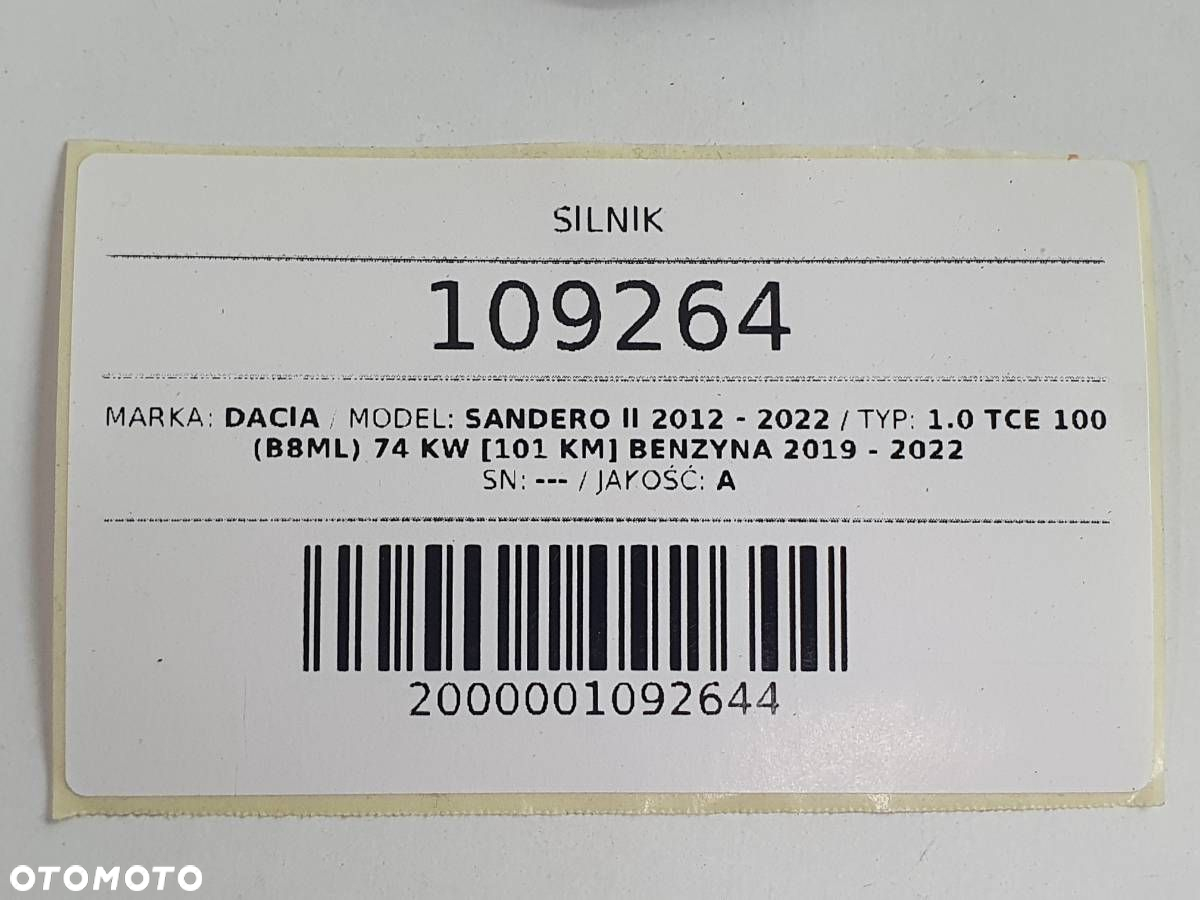 SILNIK
109264
MARKA: DACIA / MODEL: SANDERO II 2012 - 2022 / TYP: 1.0 TCE 100
(B8ML) 74 KW [101 KM] BENZYNA 2019 - 2022
SN: --- / JAKOŚĆ: A
2000001092644
OTOMOTO